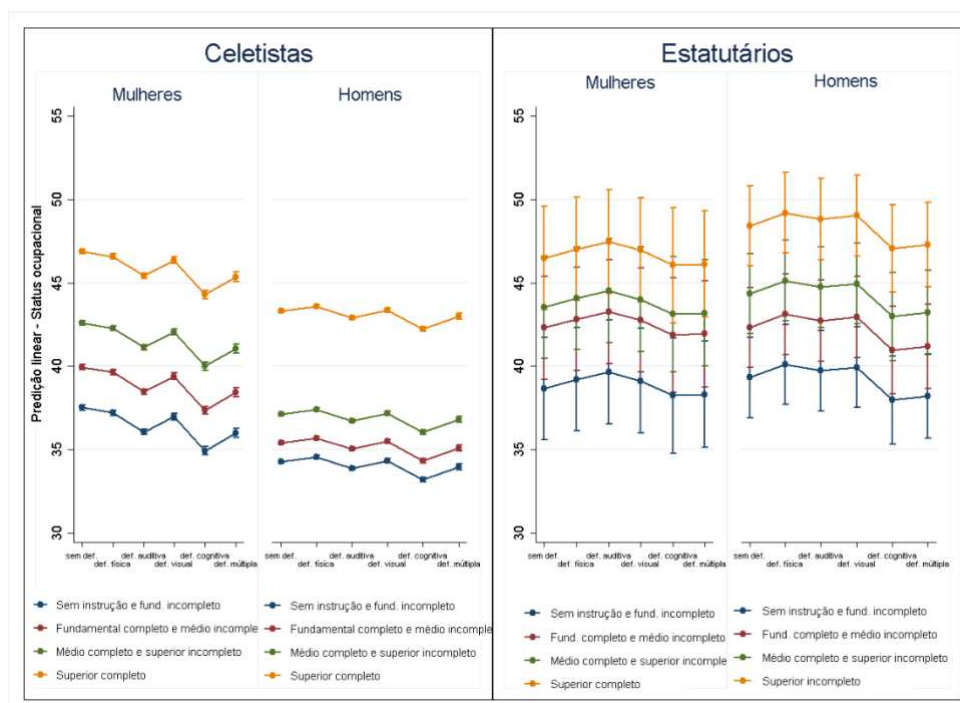 Celetistas
Mulheres
Homens
Predição linear - Status ocupacional
55
50
45
40
35
30
sem def.
def. física
def. auditiva
def. visual
def. cognitiva
def. múltipla
sem def.
def. física
def. auditiva
def. visual
def. cognitiva
def. múltipla
Sem instrução e fund. incompleto
Fundamental completo e médio incomple
Médio completo e superior incompleto
Superior completo
Sem instrução e fund. incompleto
Fundamental completo e médio incomple
Médio completo e superior incompleto
Superior completo
Estatutários
Mulheres
Homens
55
50
45
40
35
30
sem def.
def. física
def. auditiva
def. visual
def. cognitiva
def. múltipla
sem def.
def. física
def. auditiva
def. visual
def. cognitiva
def. múltipla
Sem instrução e fund. incompleto
Fund. completo e médio incompleto
Médio completo e superior incomple
Superior completo
Sem instrução e fund. incompleto
Fund. completo e médio incompleto
Médio completo e superior incompleto
Superior incompleto